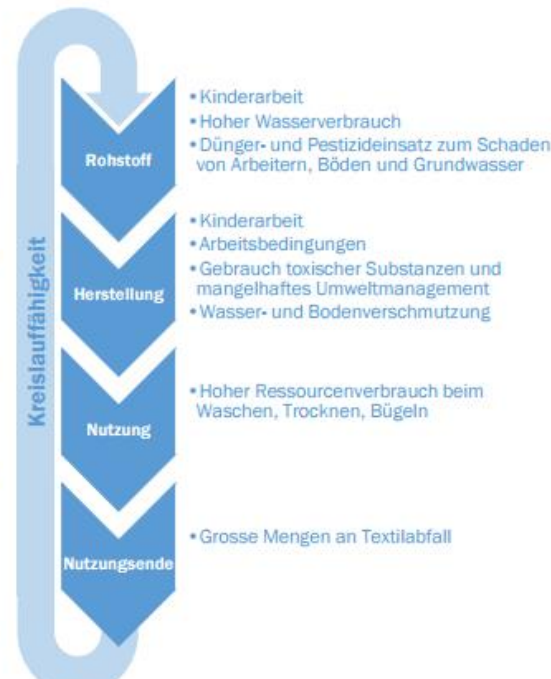 Kreislauffähigkeit
Rohstoff
• Kinderarbeit
• Hoher Wasserverbrauch
• Dünger- und Pestizideinsatz zum Schaden
von Arbeitern, Böden und Grundwasser
Herstellung
• Kinderarbeit
• Arbeitsbedingungen
• Gebrauch toxischer Substanzen und
mangelhaftes Umweltmanagement
• Wasser- und Bodenverschmutzung
Nutzung
• Hoher Ressourcenverbrauch beim
Waschen, Trocknen, Bügeln
Nutzungsende
• Grosse Mengen an Textilabfall